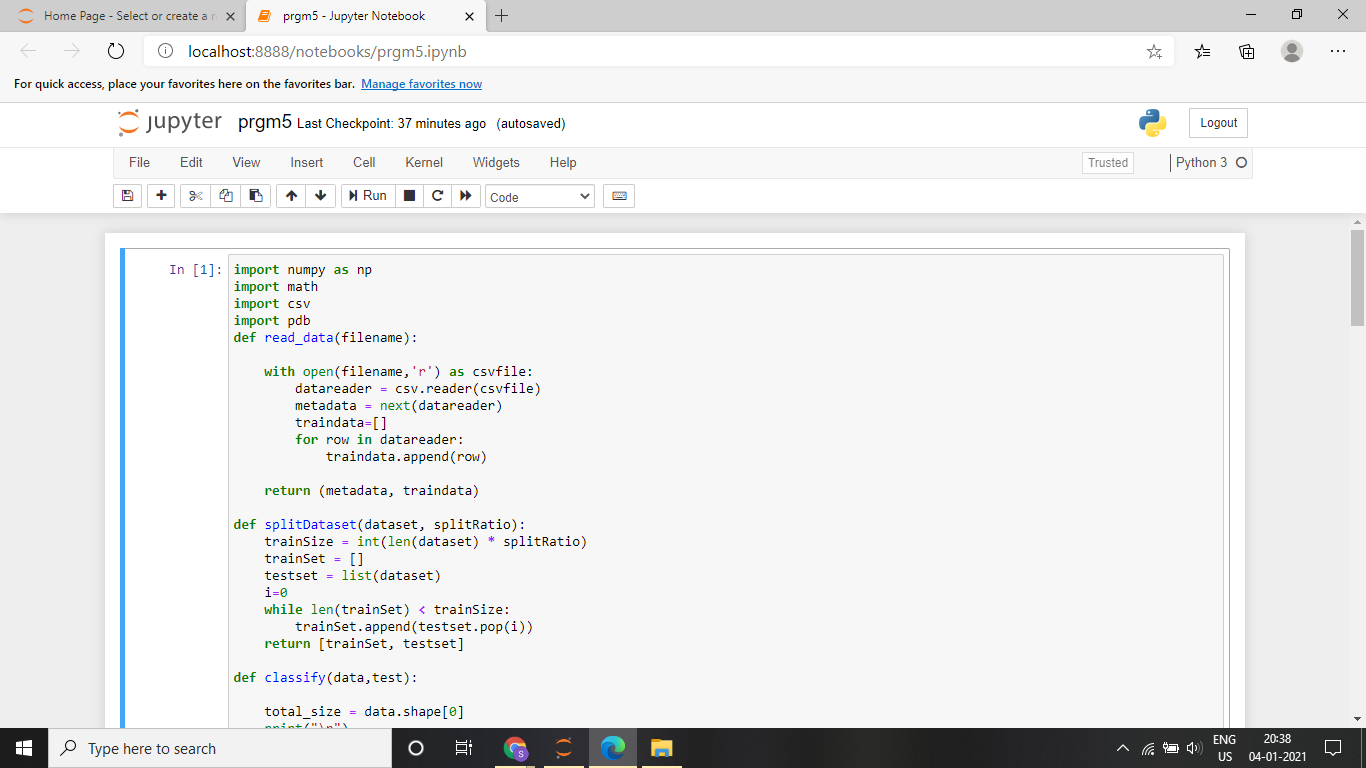 Home Page - Select or create a n
prgm5 - Jupyter Notebook
localhost:8888/notebooks/prgm5.ipynb
For quick access, place your favorites here on the favorites bar. Manage favorites now
jupyter prgm5 Last Checkpoint: 37 minutes ago (autosaved)
Logout
File Edit View Insert Cell Kernel Widgets Help
Trusted
Python 3
Run
Code
In [1]:
import numpy as np
import math
import csv
import pdb
def read_data(filename):
    with open(filename,'r') as csvfile:
        datareader = csv.reader(csvfile)
        metadata = next(datareader)
        traindata=[]
        for row in datareader:
            traindata.append(row)
    return (metadata, traindata)
def splitDataset(dataset, splitRatio):
    trainSize = int(len(dataset) * splitRatio)
    trainSet = []
    testset = list(dataset)
    i=0
    while len(trainSet) < trainSize:
        trainSet.append(testset.pop(i))
    return [trainSet, testset]
def classify(data,test):
    total_size = data.shape[0]
    print("\n")
Type here to search
S
ENG
US
20:38
04-01-2021